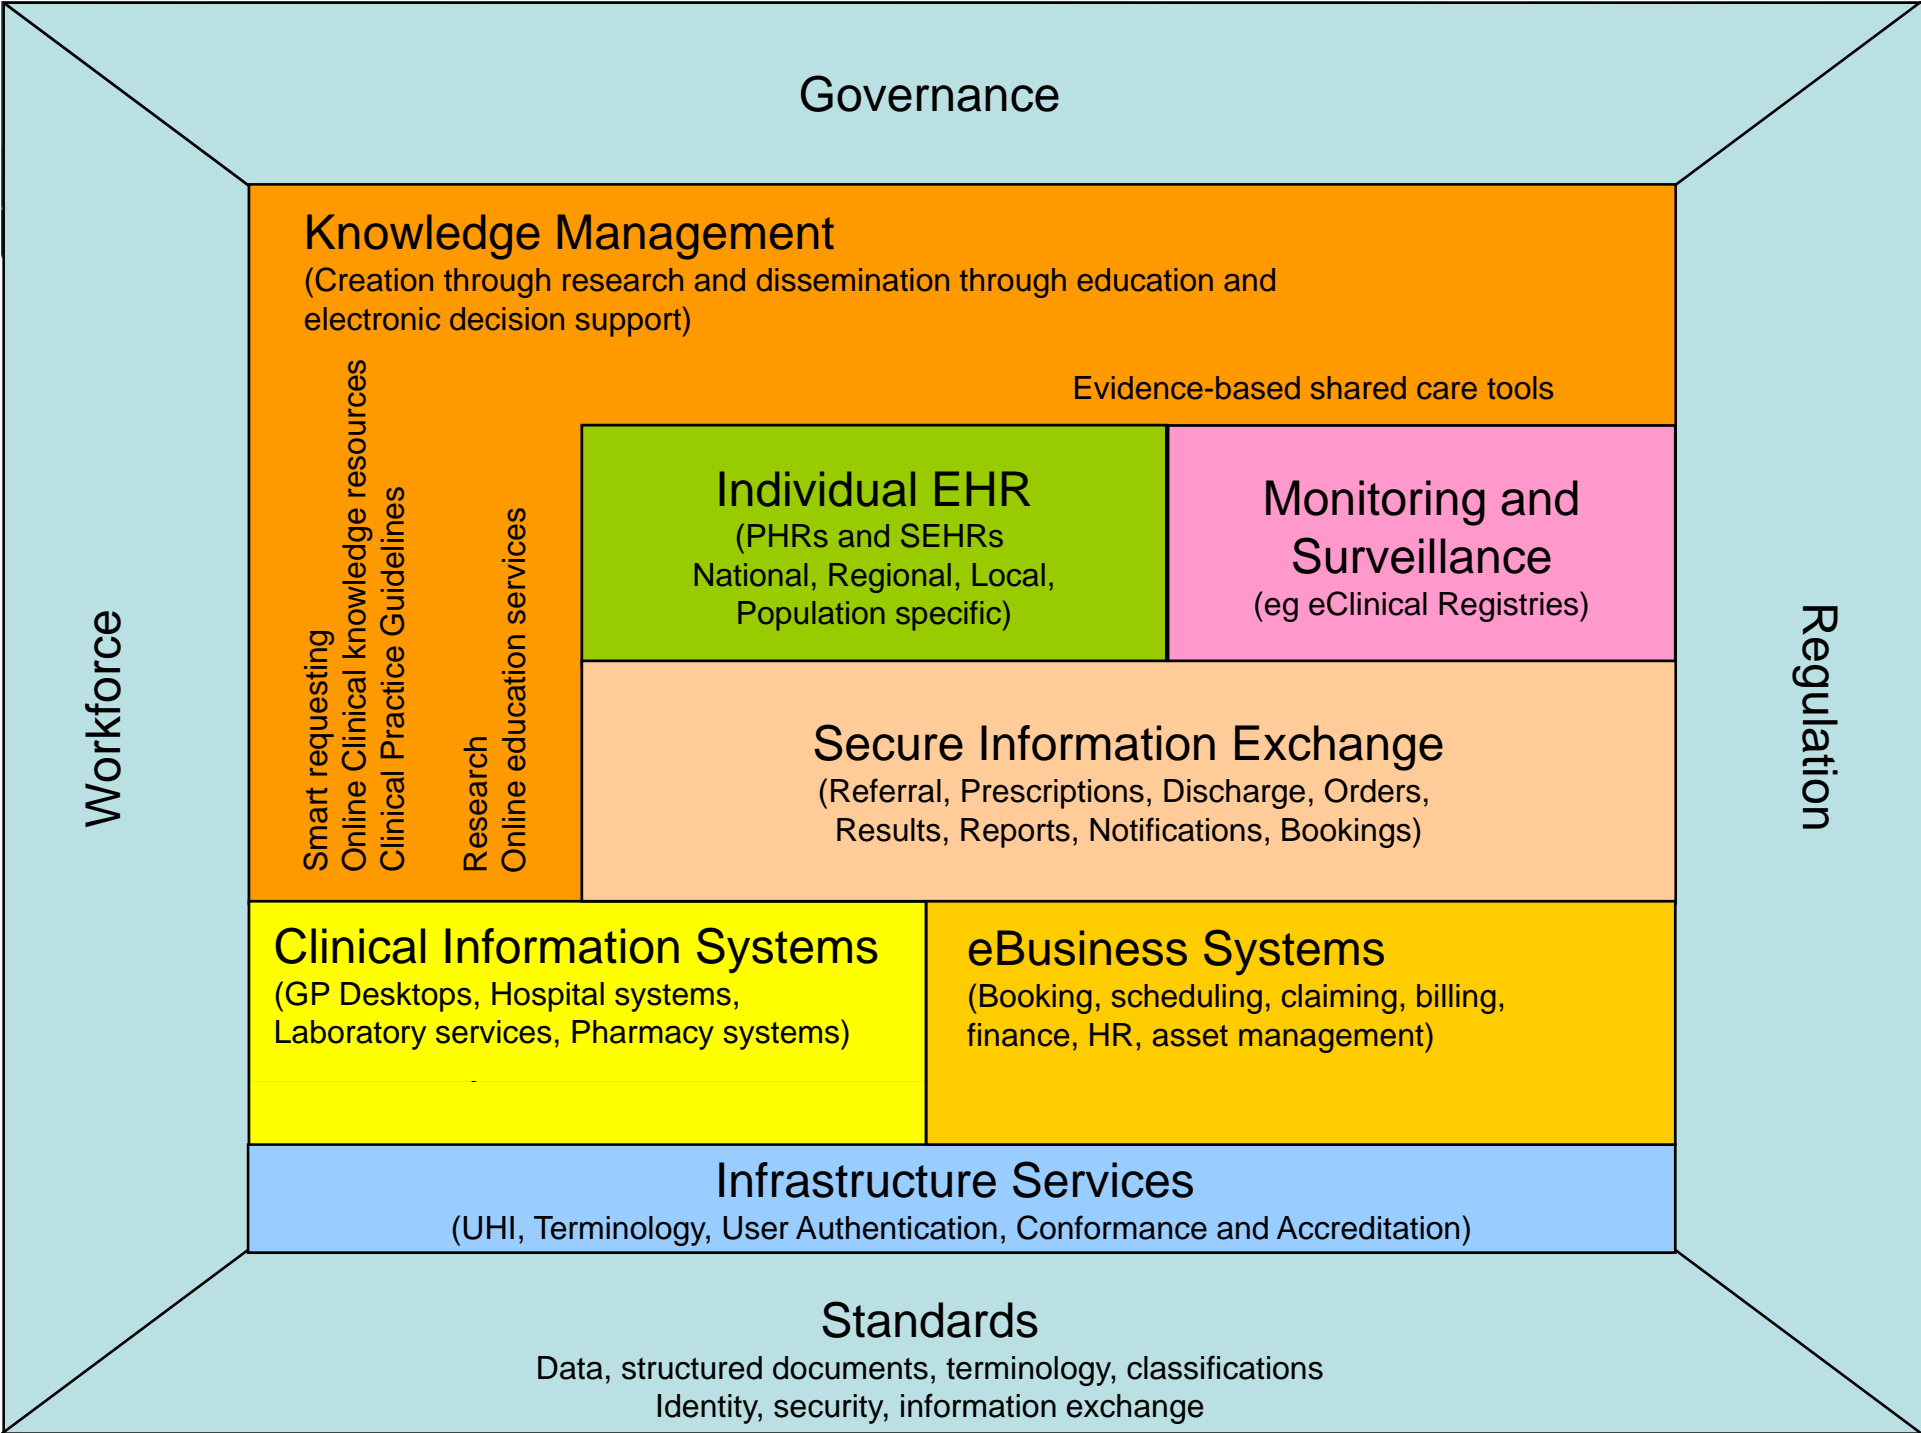 Governance
Knowledge Management
(Creation through research and dissemination through education and
electronic decision support)
Evidence-based shared care tools
Smart requesting
Online Clinical knowledge resources
Clinical Practice Guidelines
Research
Online education services
Individual EHR
(PHRs and SEHRs
National, Regional, Local,
Population specific)
Monitoring and
Surveillance
(eg eClinical Registries)
Workforce
Regulation
Secure Information Exchange
(Referral, Prescriptions, Discharge, Orders,
Results, Reports, Notifications, Bookings)
Clinical Information Systems
(GP Desktops, Hospital systems,
Laboratory services, Pharmacy systems)
eBusiness Systems
(Booking, scheduling, claiming, billing,
finance, HR, asset management)
Infrastructure Services
(UHI, Terminology, User Authentication, Conformance and Accreditation)
Standards
Data, structured documents, terminology, classifications
Identity, security, information exchange